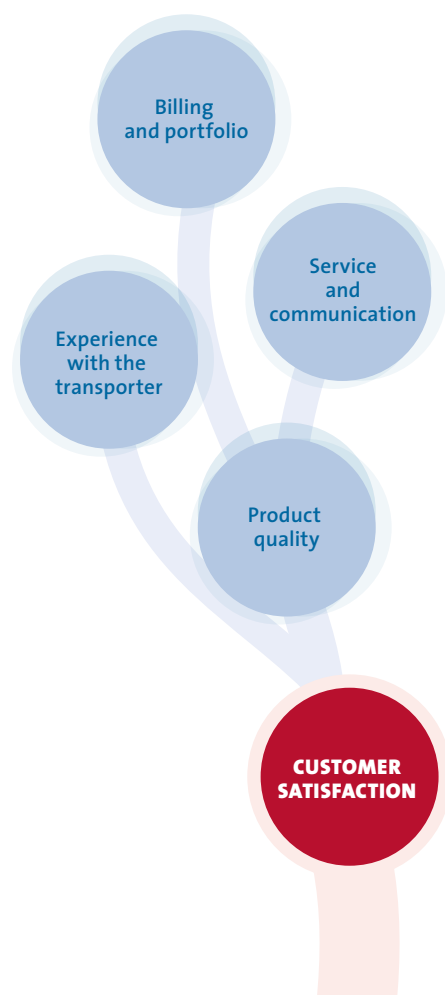 Billing
and portfolio
Service
and
communication
Experience
with the
transporter
Product
quality
CUSTOMER
SATISFACTION